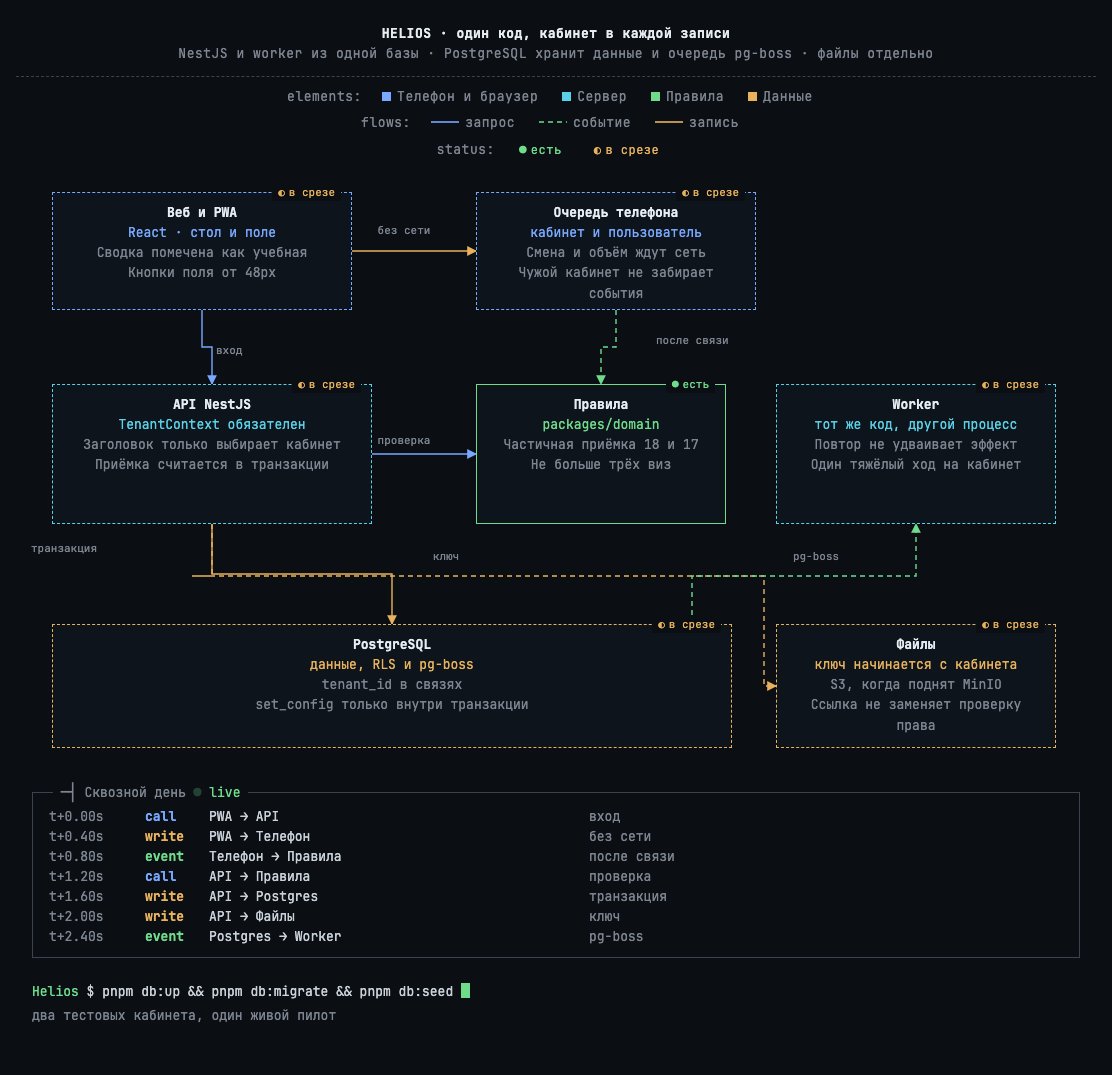 HELIOS · один код, кабинет в каждой записи
NestJS и worker из одной базы · PostgreSQL хранит данные и очередь pg-boss · файлы отдельно
elements: Телефон и браузер Сервер Правила Данные
flows: запрос событие запись
status: есть в срезе
в срезе
Веб и PWA
React · стол и поле
Сводка помечена как учебная
Кнопки поля от 48px
без сети
в срезе
Очередь телефона
кабинет и пользователь
Смена и объём ждут сеть
Чужой кабинет не забирает
события
вход
после связи
в срезе
API NestJS
TenantContext обязателен
Заголовок только выбирает кабинет
Приёмка считается в транзакции
проверка
есть
Правила
packages/domain
Частичная приёмка 18 и 17
Не больше трёх виз
в срезе
Worker
тот же код, другой процесс
Повтор не удваивает эффект
Один тяжёлый ход на кабинет
транзакция
ключ
pg-boss
в срезе
PostgreSQL
данные, RLS и pg-boss
tenant_id в связях
set_config только внутри транзакции
в срезе
Файлы
ключ начинается с кабинета
S3, когда поднят MinIO
Ссылка не заменяет проверку
права
Сквозной день live
t+0.00s call PWA → API вход
t+0.40s write PWA → Телефон без сети
t+0.80s event Телефон → Правила после связи
t+1.20s call API → Правила проверка
t+1.60s write API → Postgres транзакция
t+2.00s write API → Файлы ключ
t+2.40s event Postgres → Worker pg-boss
Helios $ pnpm db:up && pnpm db:migrate && pnpm db:seed
два тестовых кабинета, один живой пилот